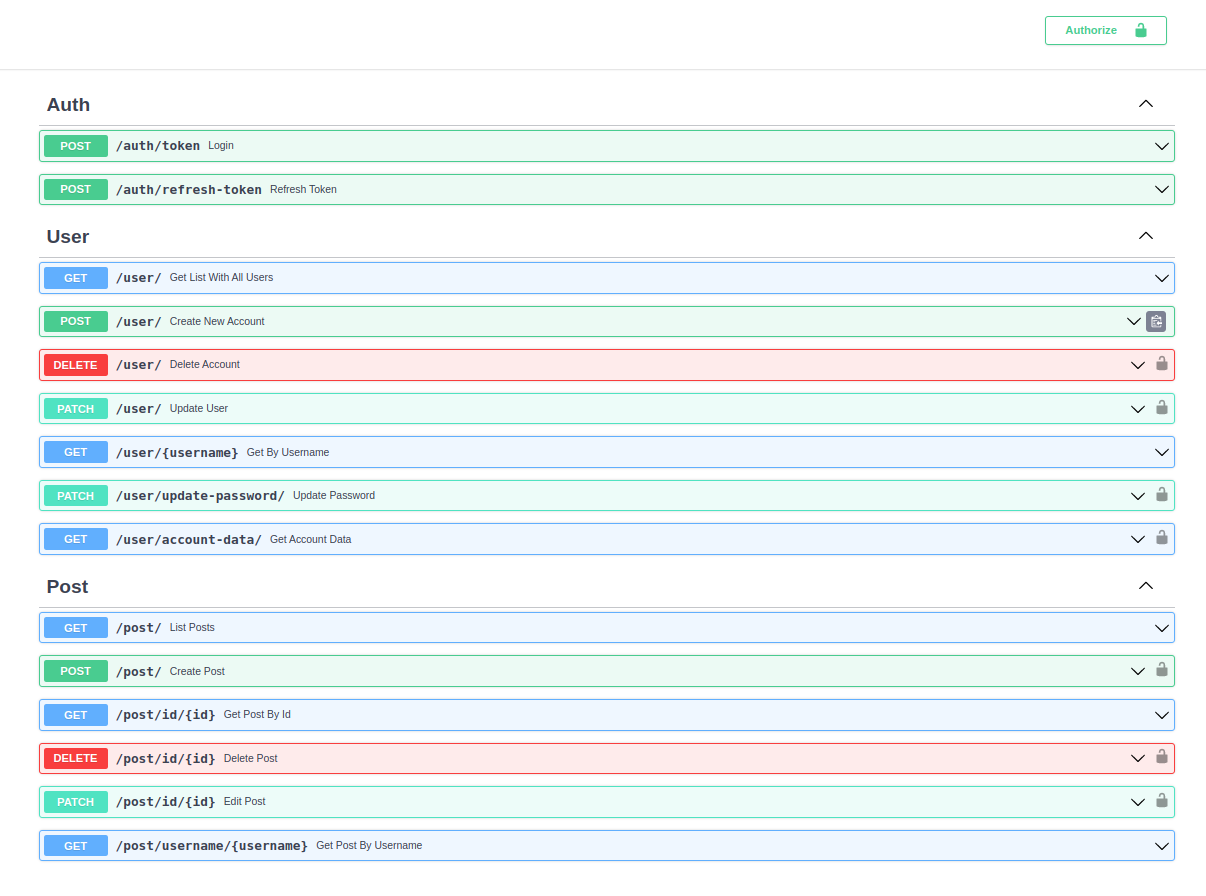 Authorize
Auth
POST /auth/token Login
POST /auth/refresh-token Refresh Token
User
GET /user/ Get List With All Users
POST /user/ Create New Account
DELETE /user/ Delete Account
PATCH /user/ Update User
GET /user/{username} Get By Username
PATCH /user/update-password/ Update Password
GET /user/account-data/ Get Account Data
Post
GET /post/ List Posts
POST /post/ Create Post
GET /post/id/{id} Get Post By Id
DELETE /post/id/{id} Delete Post
PATCH /post/id/{id} Edit Post
GET /post/username/{username} Get Post By Username